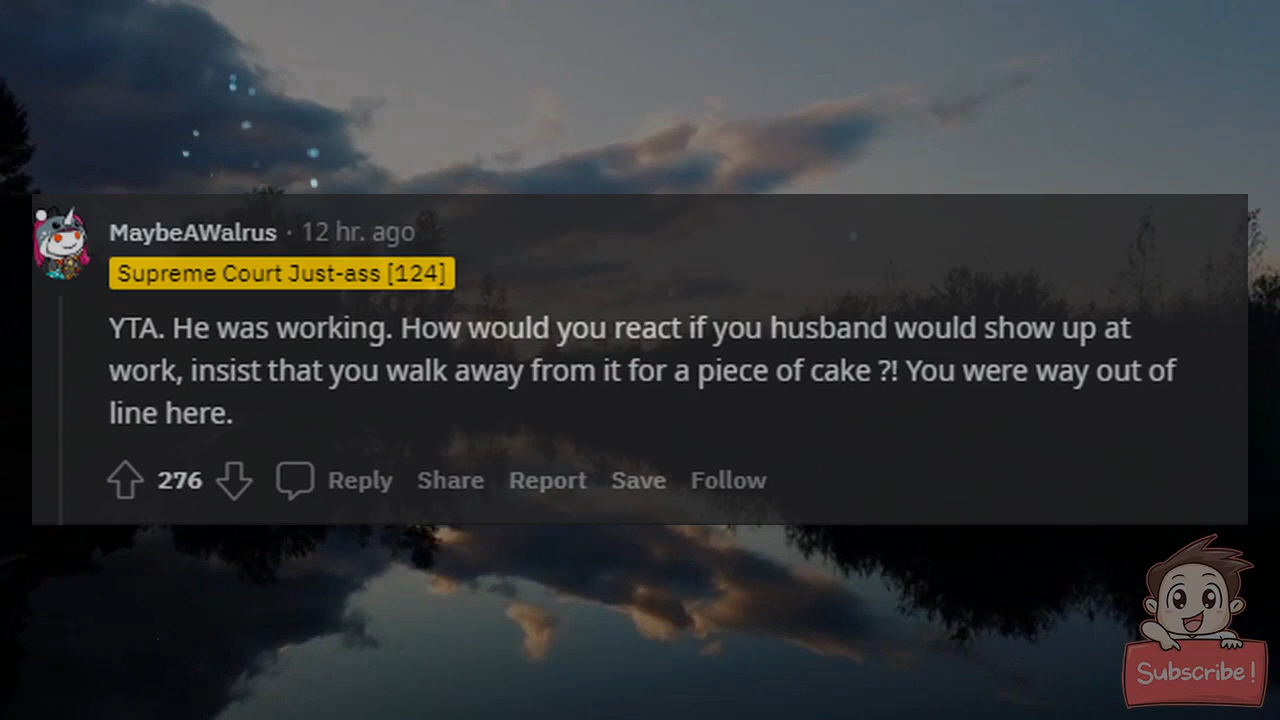 MaybeAWalrus · 12 hr. ago
Supreme Court Just-ass [124]
YTA. He was working. How would you react if you husband would show up at
work, insist that you walk away from it for a piece of cake ?! You were way out of
line here.
276 Reply Share Report Save Follow
Subscribe!